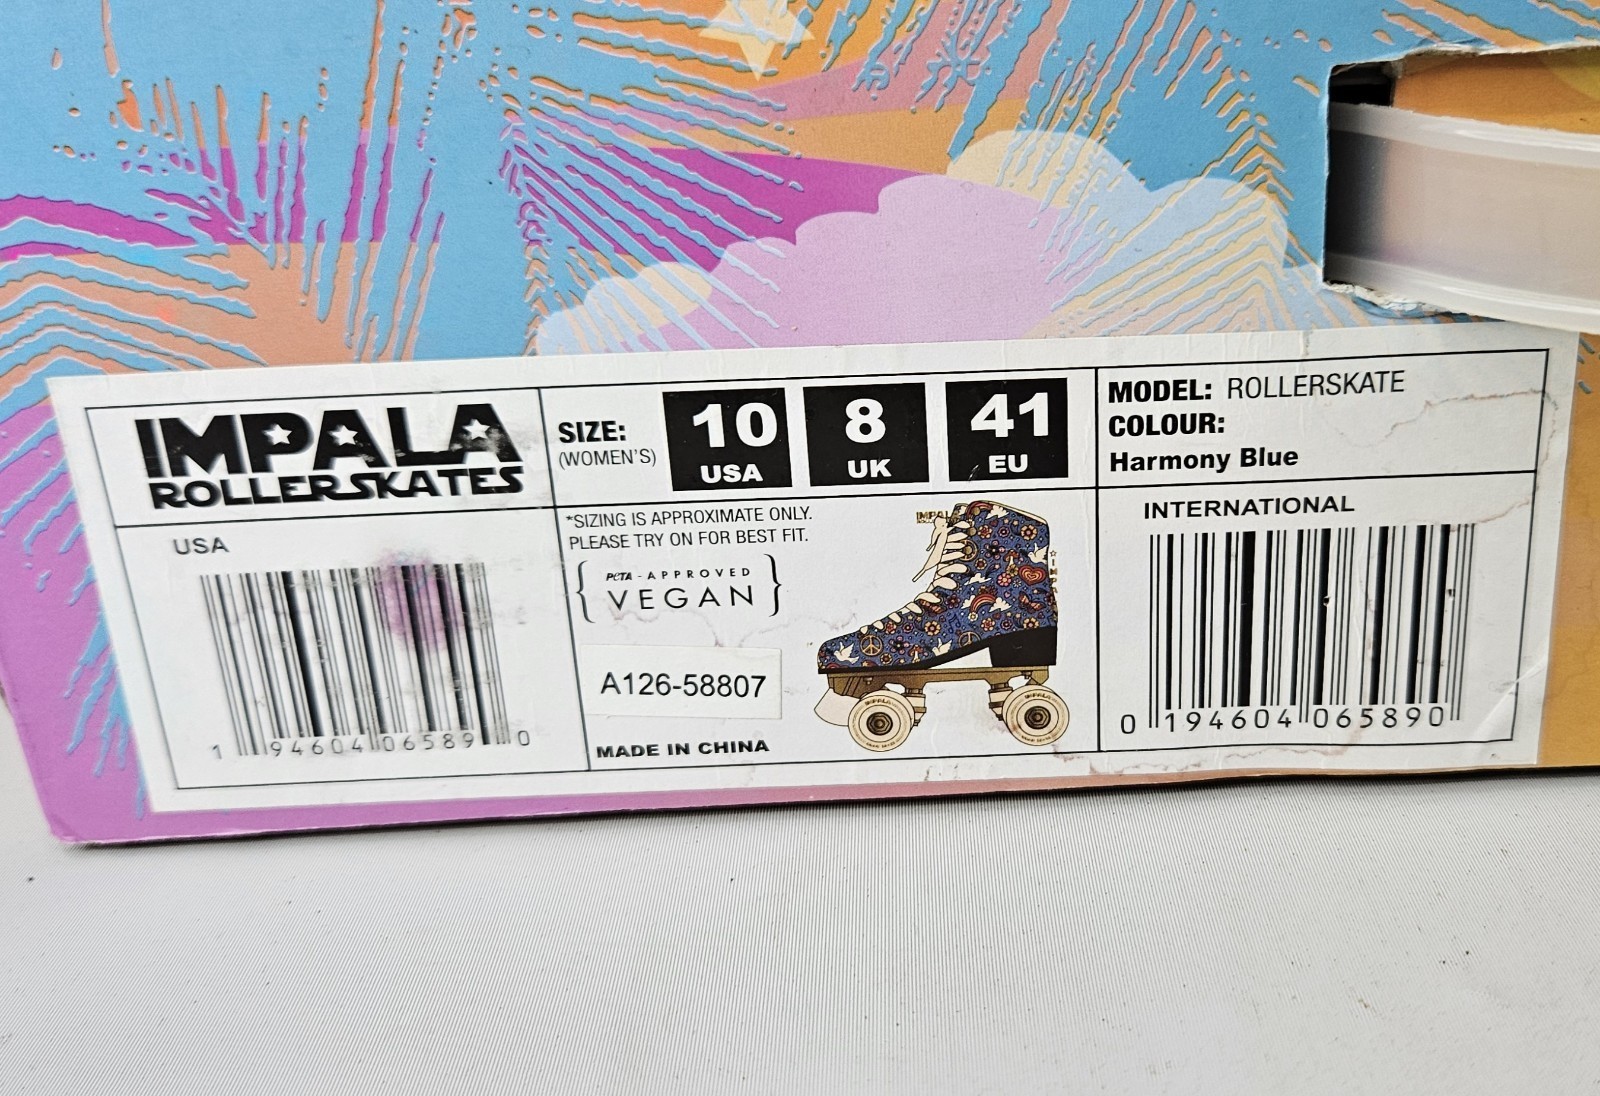 IMPALA
ROLLERSKATES
SIZE:
(WOMEN'S)
10
USA
8
UK
41
EU
MODEL: ROLLERSKATE
COLOUR:
Harmony Blue
USA
1 94604 06589 0
*SIZING IS APPROXIMATE ONLY.
PLEASE TRY ON FOR BEST FIT.
PETA - APPROVED
VEGAN
A126-58807
MADE IN CHINA
IMPALA
INTERNATIONAL
0 194604 065890